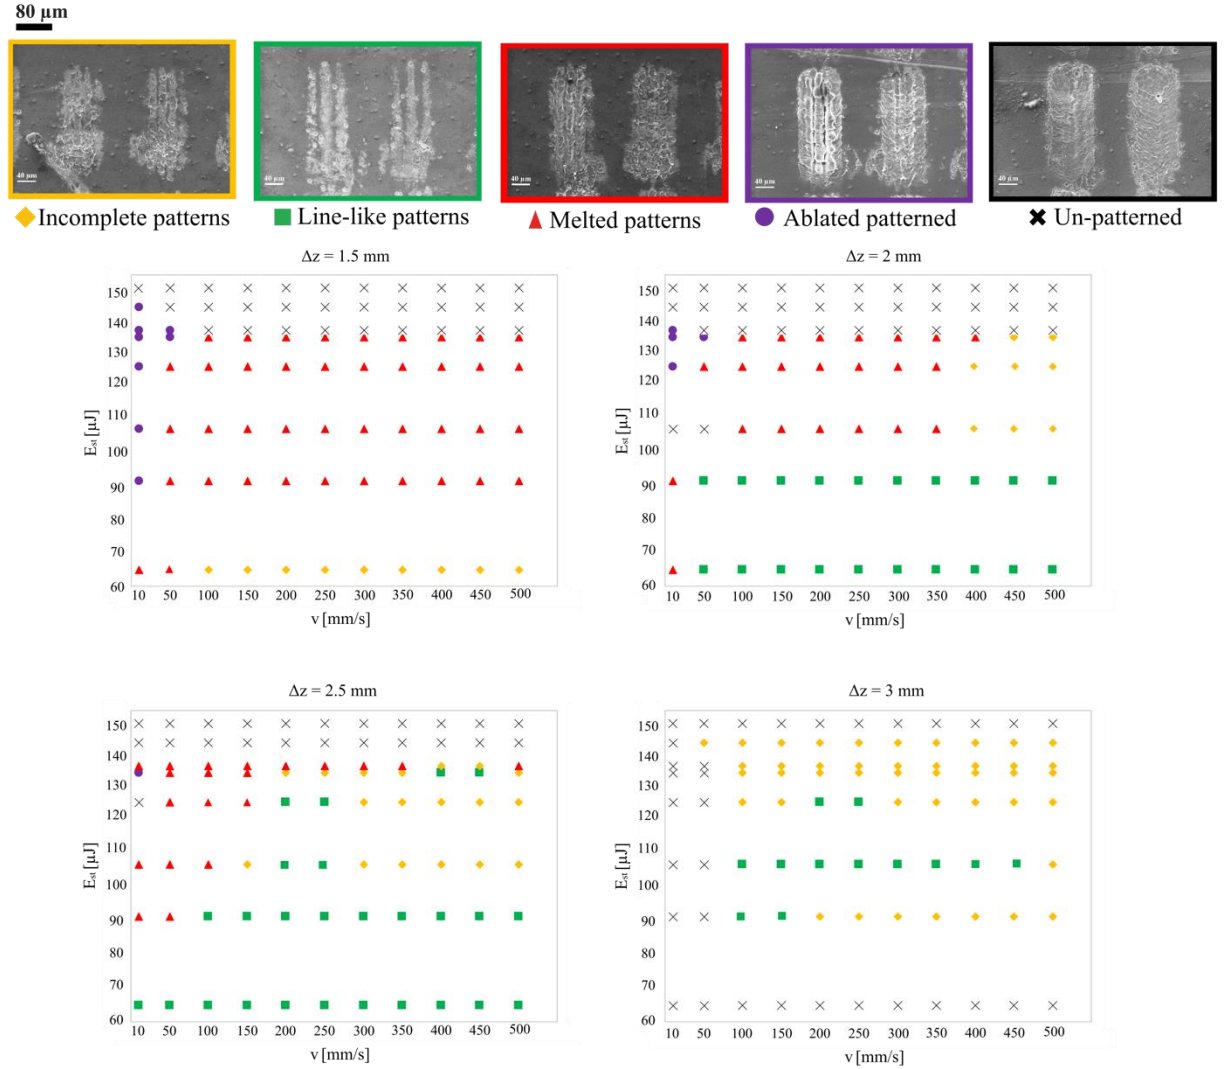 80 µm
40 µm
40 µm
40 µm
40 µm
40 µm
Incomplete patterns
Line-like patterns
Melted patterns
Ablated patterned
Un-patterned
Δz = 1.5 mm
150
140
130
120
110
100
90
80
70
60
E_st [µJ]
10 50 100 150 200 250 300 350 400 450 500
v [mm/s]
Δz = 2 mm
150
140
130
120
110
100
90
80
70
60
E_st [µJ]
10 50 100 150 200 250 300 350 400 450 500
v [mm/s]
Δz = 2.5 mm
150
140
130
120
110
100
90
80
70
60
E_st [µJ]
10 50 100 150 200 250 300 350 400 450 500
v [mm/s]
Δz = 3 mm
150
140
130
120
110
100
90
80
70
60
E_st [µJ]
10 50 100 150 200 250 300 350 400 450 500
v [mm/s]